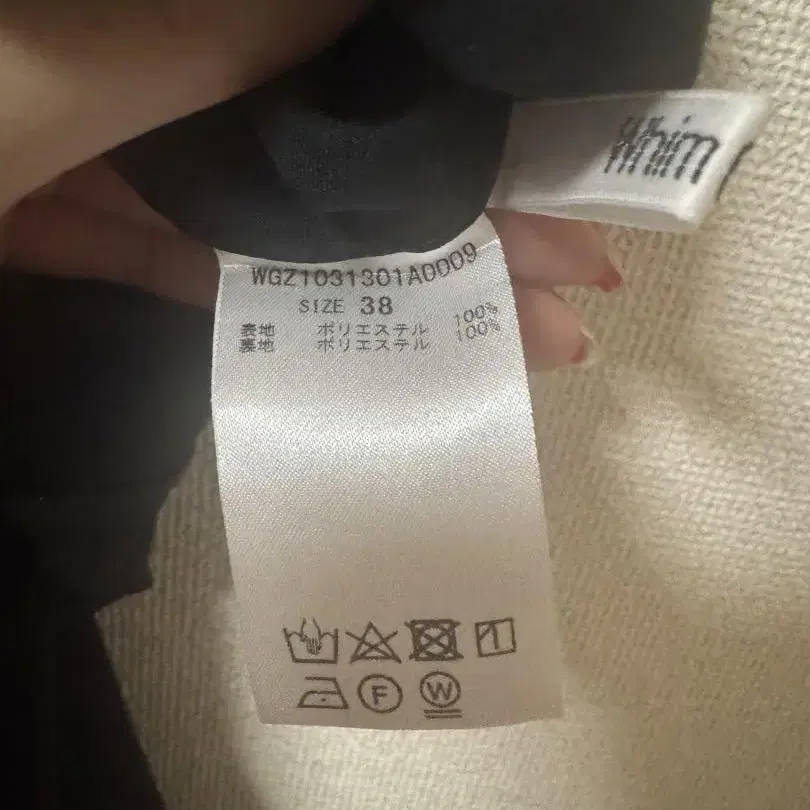 Whim
WGZ1031301A0009
SIZE 38
表地 ポリエステル 100%
裏地 ポリエステル 100%
F
W